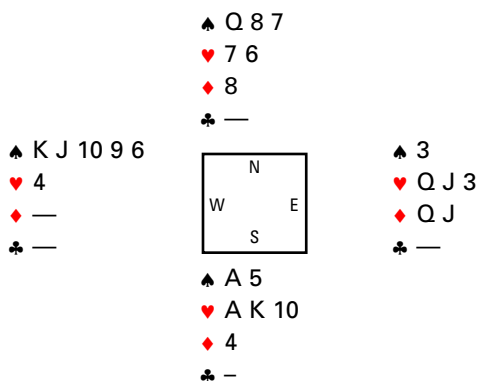 ♠ Q 8 7
♥ 7 6
♦ 8
♣ —
♠ K J 10 9 6
♥ 4
♦ —
♣ —
N
W E
S
♠ 3
♥ Q J 3
♦ Q J
♣ —
♠ A 5
♥ A K 10
♦ 4
♣ –